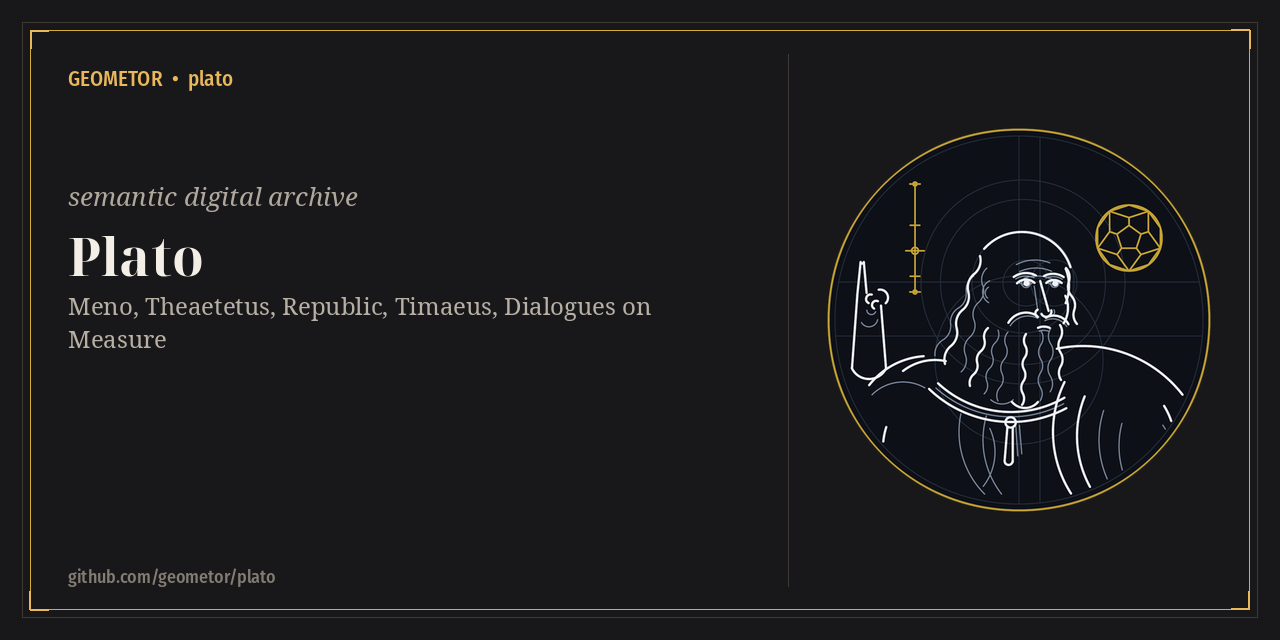 GEOMETOR • plato
semantic digital archive
Plato
Meno, Theaetetus, Republic, Timaeus, Dialogues on
Measure
github.com/geometor/plato